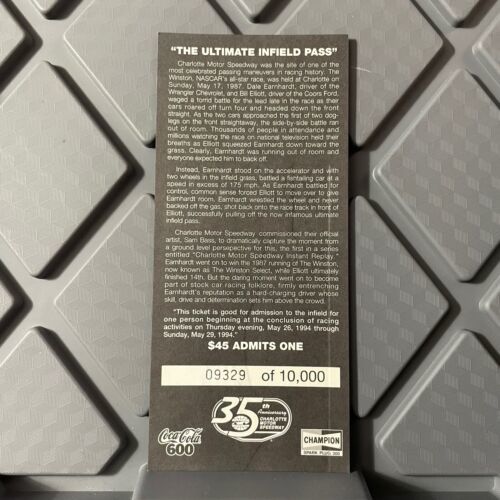 "THE ULTIMATE INFIELD PASS"
Charlotte Motor Speedway was the site of one of the
most celebrated passing maneuvers in racing history. The
Winston, NASCAR's all-star race, was held at Charlotte on
Sunday, May 17, 1987. Dale Earnhardt, driver of the
Wrangler Chevrolet, and Bill Elliott, driver of the Coors Ford,
waged a torrid battle for the lead late in the race as their
cars roared off turn four and headed down the front
straight. As the two cars approached the first of two dog-
legs on the front straightaway, the side-by-side battle ran
out of room. Thousands of people in attendance and
millions watching the race on national television held their
breaths as Elliott squeezed Earnhardt down toward the
grass. Clearly, Earnhardt was running out of room and
everyone expected him to back off.
Instead, Earnhardt stood on the accelerator and with
two wheels in the infield grass, battled a fishtailing car at a
speed in excess of 175 mph. As Earnhardt battled for
control, common sense forced Elliott to move over to give
Earnhardt room. Earnhardt wrestled the wheel and never
backed off the gas, shot back onto the race track in front of
Elliott, successfully pulling off the now infamous ultimate
infield pass.
Charlotte Motor Speedway commissioned their official
artist, Sam Bass, to dramatically capture the moment from
a ground level persepective for this, the first in a series
entitled "Charlotte Motor Speedway Instant Replay."
Earnhardt went on to win the 1987 running of The Winston,
now known as The Winston Select, while Elliott ultimately
finished 14th. But the daring moment went on to become
part of stock car racing folklore, firmly entrenching
Earnhardt's reputation as a hard-charging driver whose
skill, drive and determination sets him above the crowd.
"This ticket is good for admission to the infield for
one person beginning at the conclusion of racing
activities on Thursday evening, May 26, 1994 through
Sunday, May 29, 1994."
$45 ADMITS ONE
09329 of 10,000
35th
Anniversary
CHARLOTTE
MOTOR
SPEEDWAY
Coca-Cola
600
CHAMPION
SPARK PLUG 300